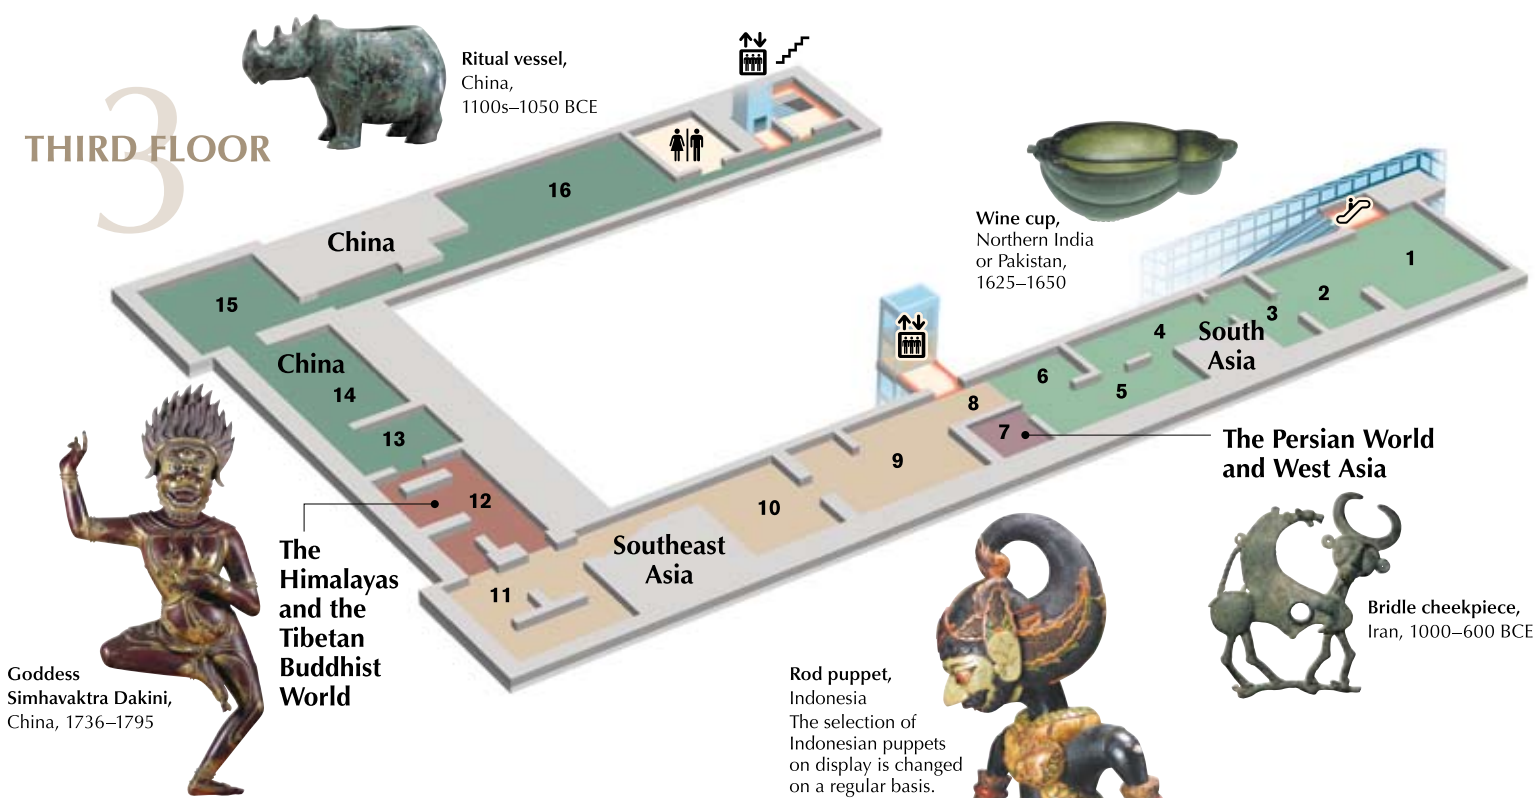 3
THIRD FLOOR
Ritual vessel,
China,
1100s–1050 BCE
16
China
15
China
14
13
12
The
Himalayas
and the
Tibetan
Buddhist
World
11
Southeast
Asia
10
9
8
7
The Persian World
and West Asia
6
5
4
South
Asia
3
2
1
Wine cup,
Northern India
or Pakistan,
1625–1650
Goddess
Simhavaktra Dakini,
China, 1736–1795
Rod puppet,
Indonesia
The selection of
Indonesian puppets
on display is changed
on a regular basis.
Bridle cheekpiece,
Iran, 1000–600 BCE